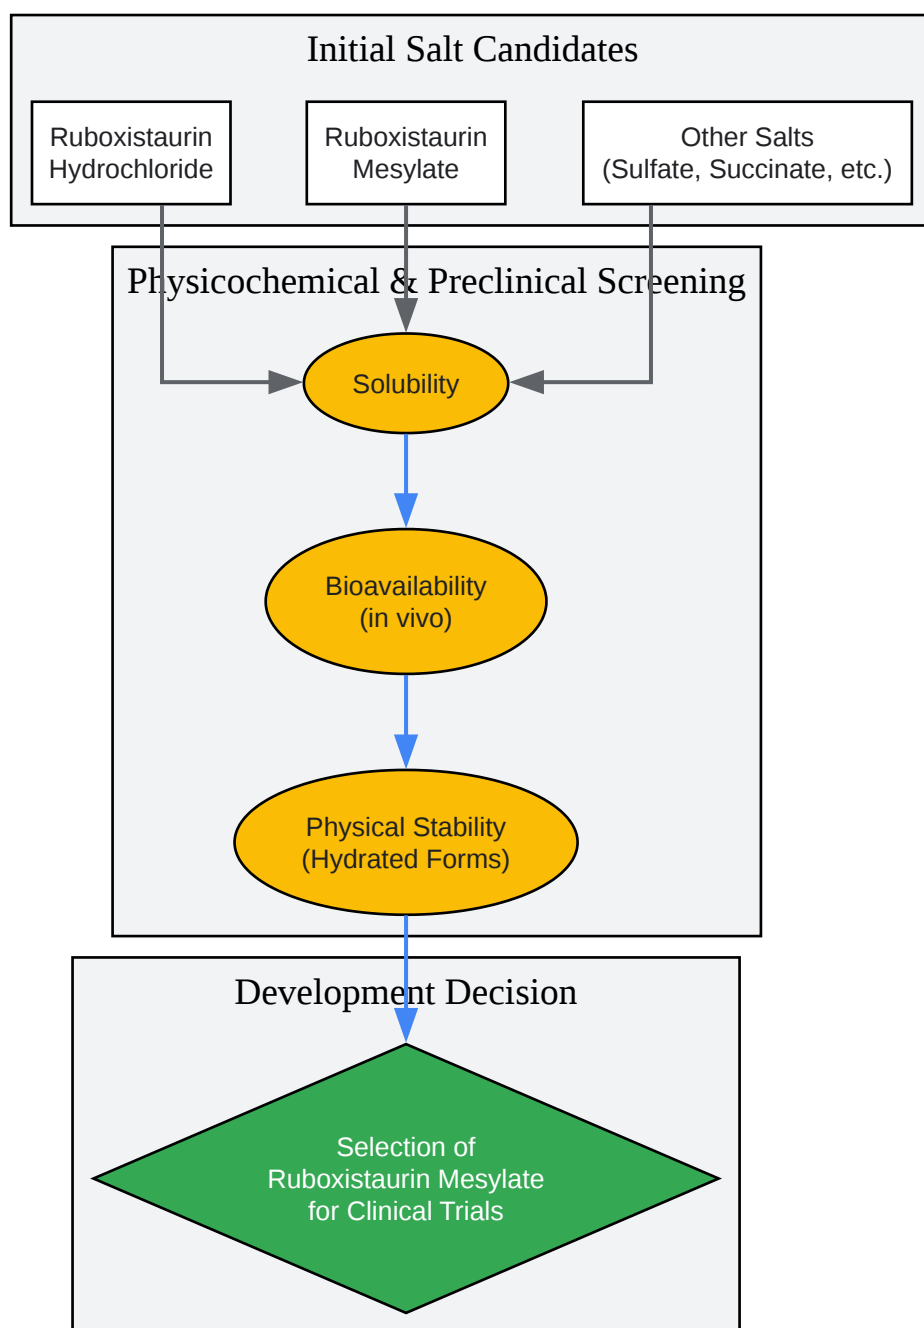 Initial Salt Candidates
Ruboxistaurin
Hydrochloride
Ruboxistaurin
Mesylate
Other Salts
(Sulfate, Succinate, etc.)
Physicochemical & Preclinical Screening
Solubility
Bioavailability
(in vivo)
Physical Stability
(Hydrated Forms)
Development Decision
Selection of
Ruboxistaurin Mesylate
for Clinical Trials